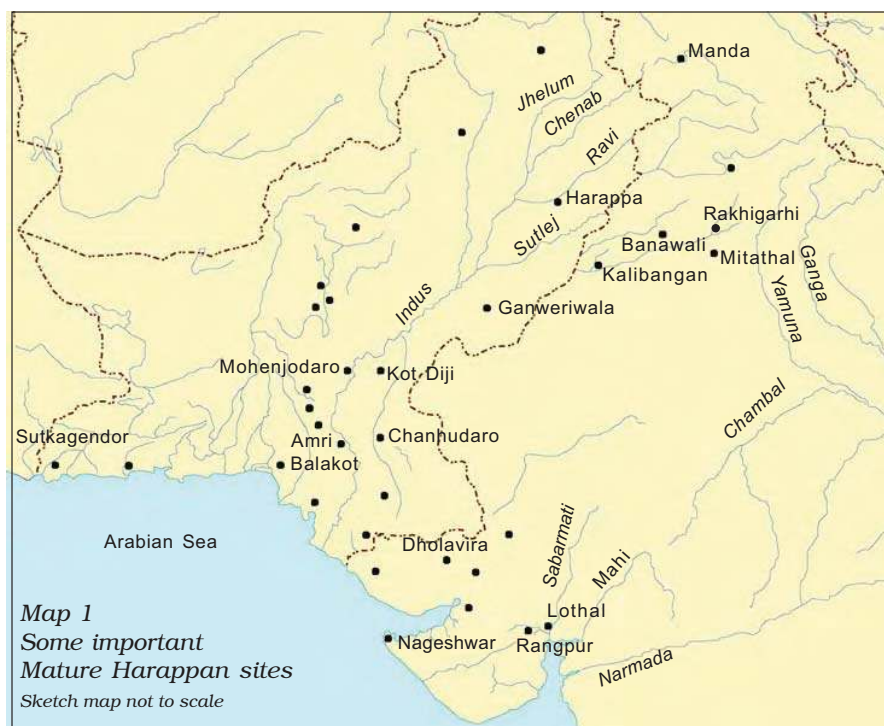 Manda
Jhelum
Chenab
Ravi
Harappa
Rakhigarhi
Sutlej
Banawali
Mitathal
Ganga
Kalibangan
Yamuna
Indus
Ganweriwala
Mohenjodaro
Kot Diji
Chambal
Sutkagendor
Amri
Chanhudaro
Balakot
Arabian Sea
Dholavira
Sabarmati
Mahi
Lothal
Nageshwar
Rangpur
Narmada
Map 1
Some important
Mature Harappan sites
Sketch map not to scale